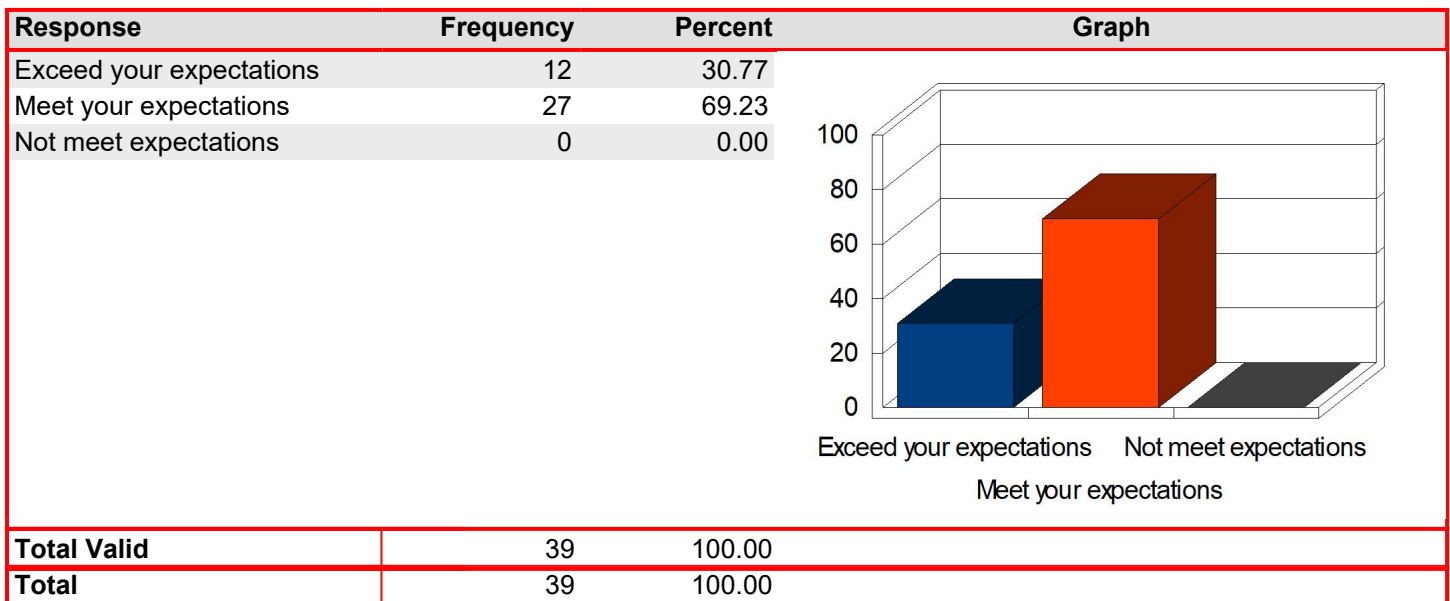 Response Frequency Percent Graph
Exceed your expectations 12 30.77
Meet your expectations 27 69.23
Not meet expectations 0 0.00
100
80
60
40
20
0
Exceed your expectations Not meet expectations
Meet your expectations
Total Valid 39 100.00
Total 39 100.00